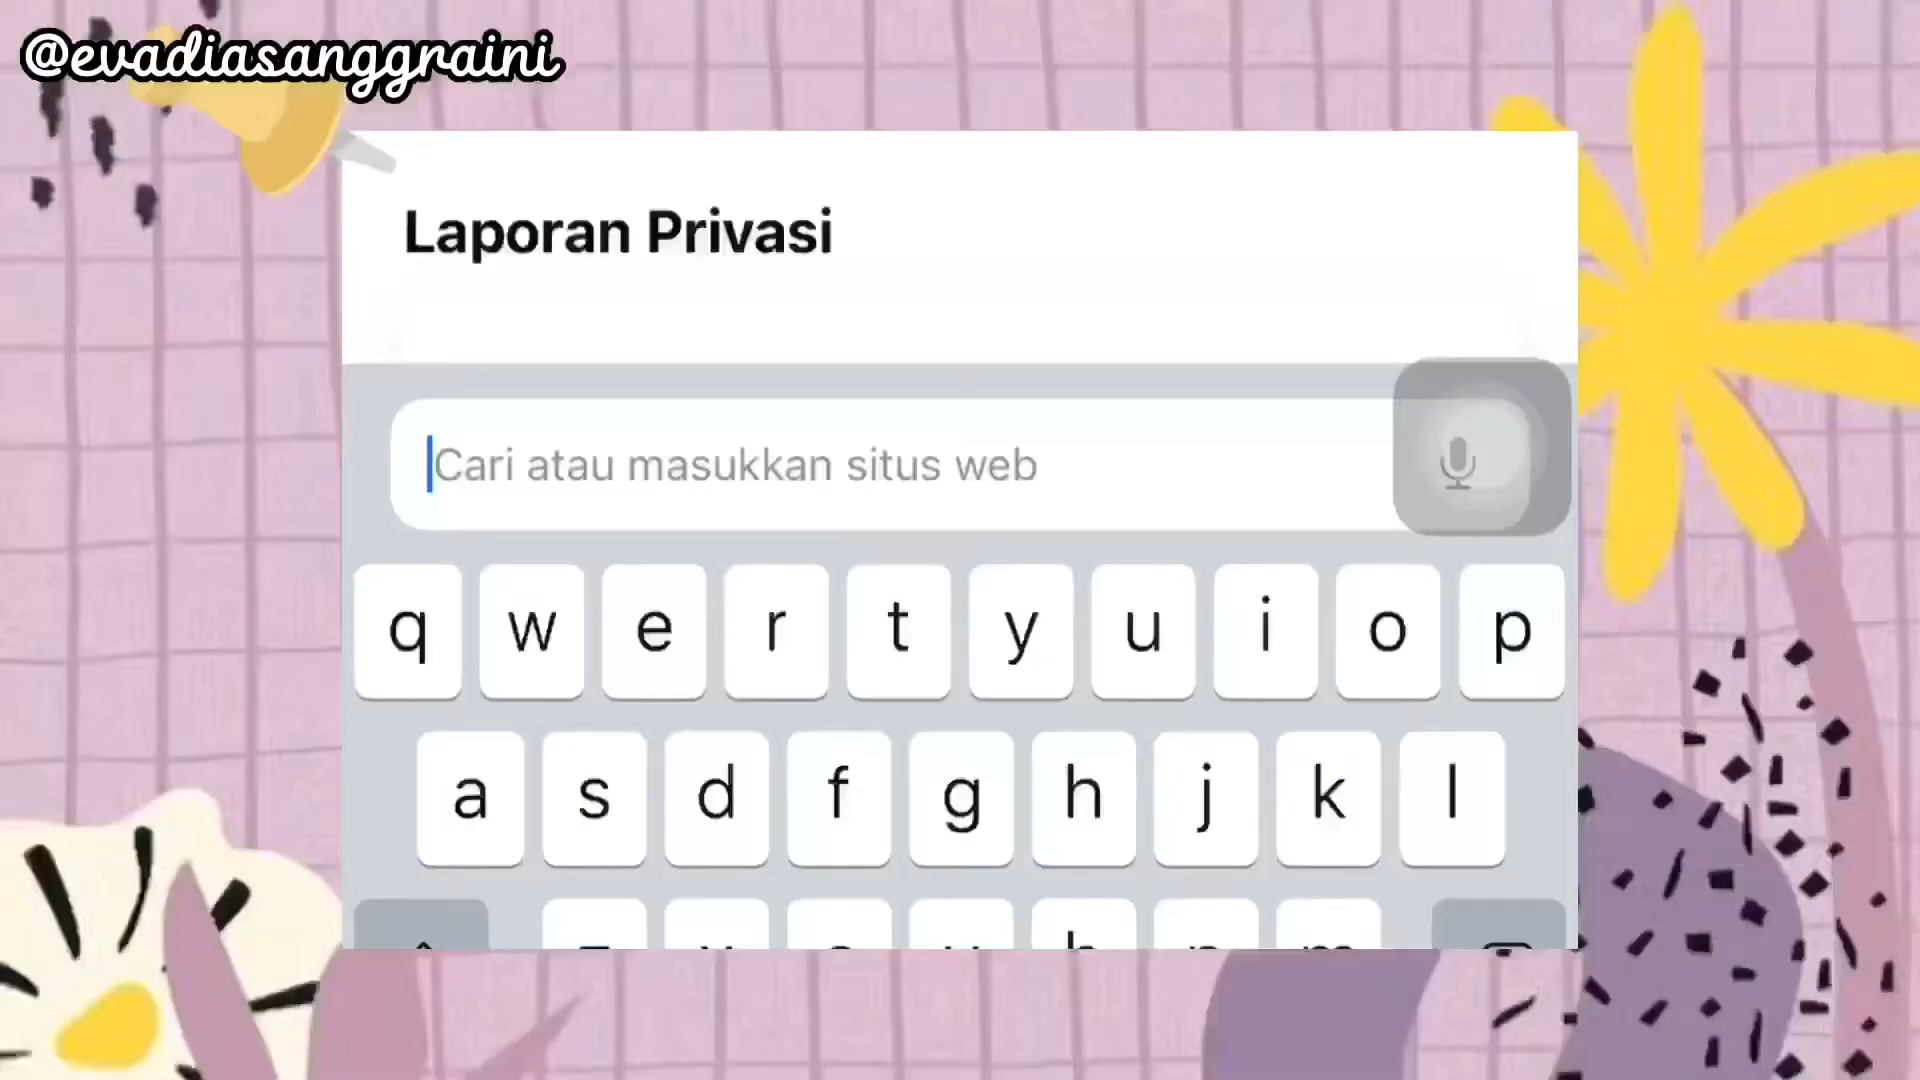 @evadiasanggraini
Laporan Privasi
Cari atau masukkan situs web
q w e r t y u i o p
a s d f g h j k l